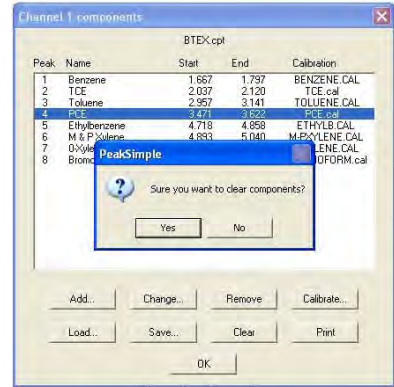 Channel 1 components
BTEX.cpt
Peak Name Start End Calibration
1 Benzene 1.667 1.797 BENZENE.CAL
2 TCE 2.037 2.120 TCE.cal
3 Toluene 2.957 3.141 TOLUENE.CAL
4 PCE 3.471 3.622 PCE.cal
5 Ethylbenzene 4.718 4.858 ETHYLB.CAL
6 M & P Xylene 4.893 5.040 M-PXYLENE.CAL
7 LENE.CAL
8 Bromo OFORM.cal
PeakSimple
Sure you want to clear components?
Yes No
Add... Change... Remove Calibrate...
Load... Save... Clear Print
OK